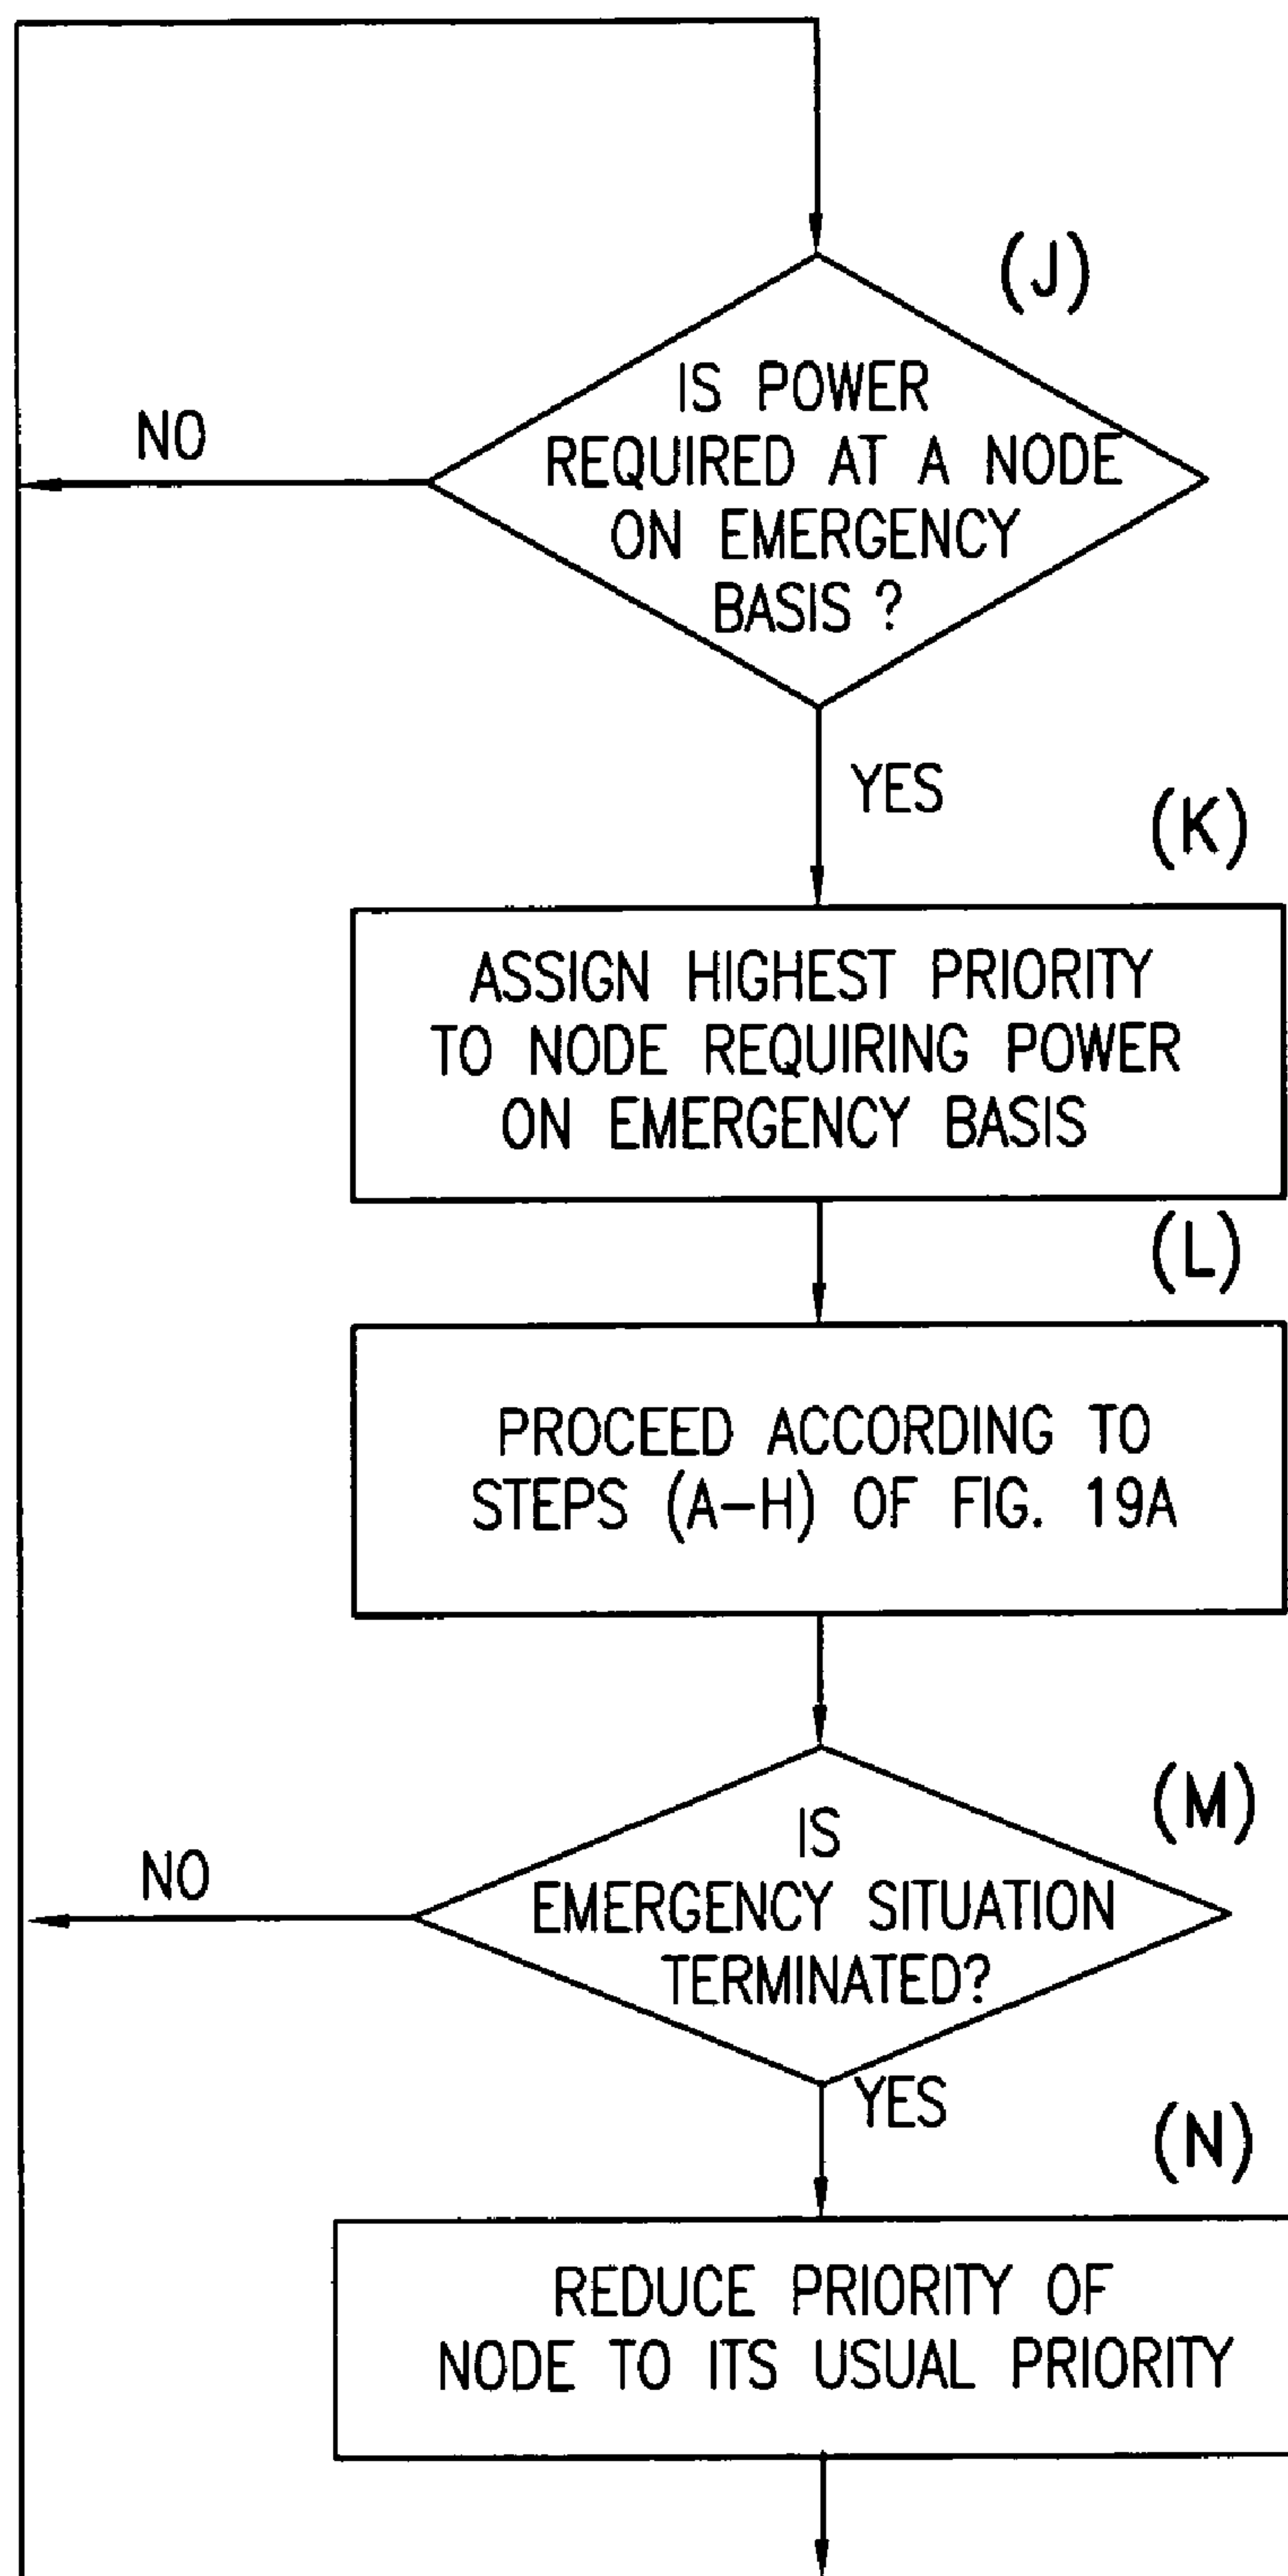 (J)
IS POWER
REQUIRED AT A NODE
ON EMERGENCY
BASIS ?
NO
YES
(K)
ASSIGN HIGHEST PRIORITY
TO NODE REQUIRING POWER
ON EMERGENCY BASIS
(L)
PROCEED ACCORDING TO
STEPS (A-H) OF FIG. 19A
(M)
IS
EMERGENCY SITUATION
TERMINATED?
NO
YES
(N)
REDUCE PRIORITY OF
NODE TO ITS USUAL PRIORITY